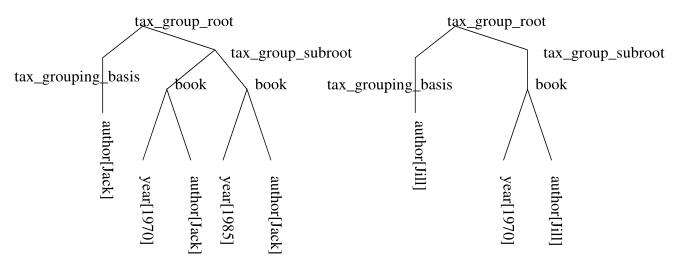 tax_group_root
tax_group_subroot
tax_grouping_basis
book
book
author[Jack]
year[1970]
author[Jack]
year[1985]
author[Jack]
tax_group_root
tax_group_subroot
tax_grouping_basis
book
author[Jill]
year[1970]
author[Jill]